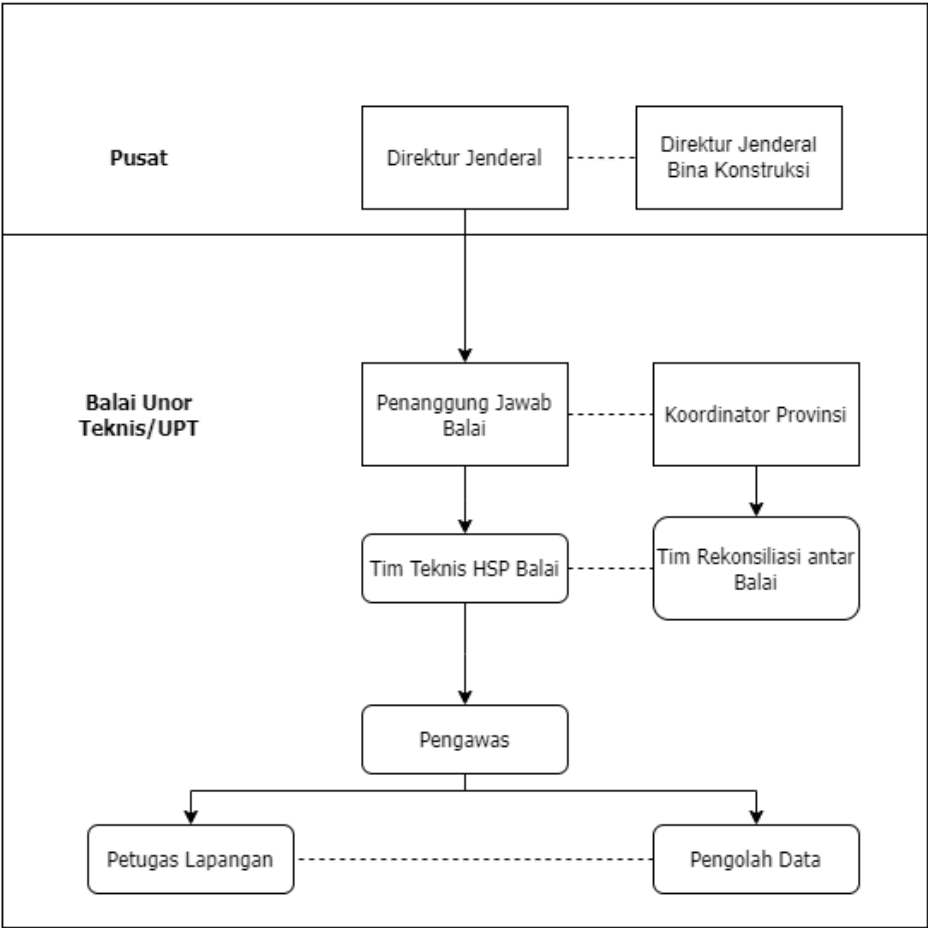 Pusat
Direktur Jenderal
Direktur Jenderal
Bina Konstruksi
Balai Unor
Teknis/UPT
Penanggung Jawab
Balai
Koordinator Provinsi
Tim Teknis HSP Balai
Tim Rekonsiliasi antar
Balai
Pengawas
Petugas Lapangan
Pengolah Data